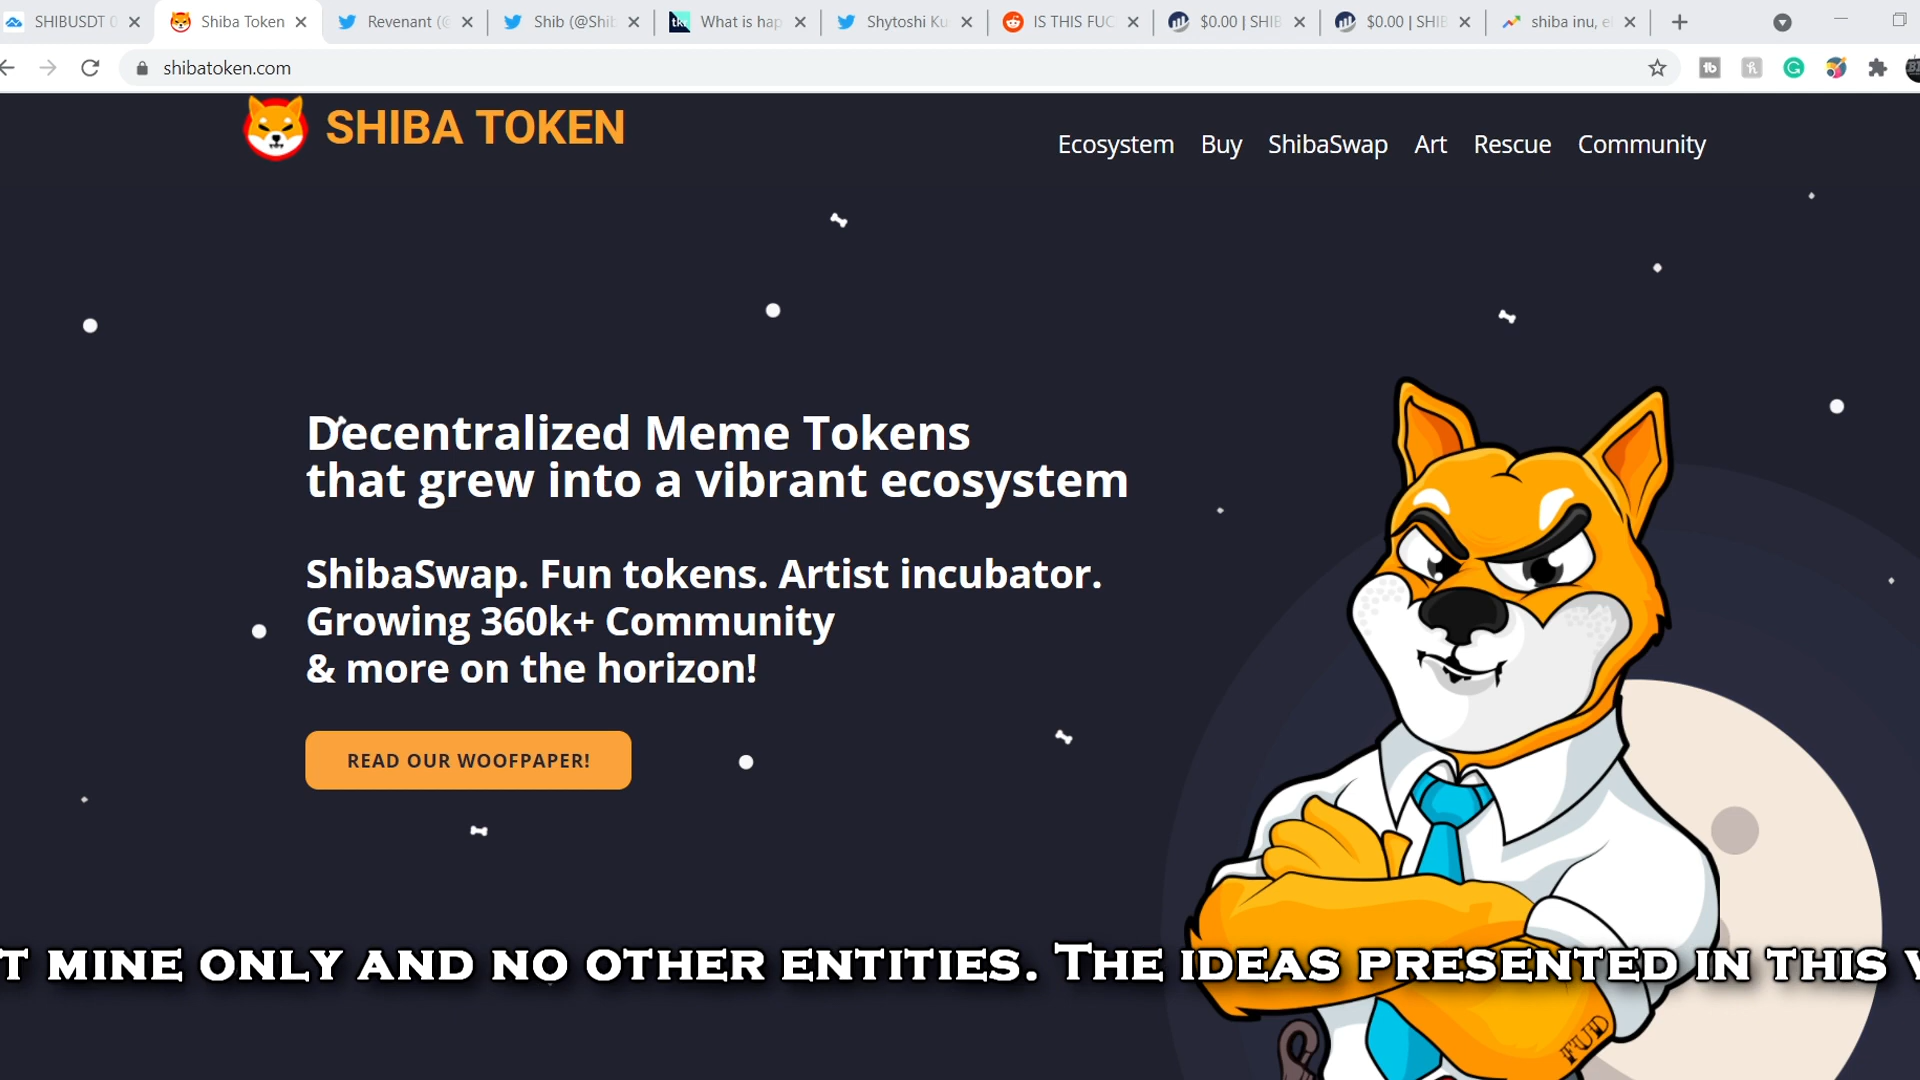 SHIBUSDT
Shiba Token
Revenant (@
Shib (@Shib
What is hap
Shytoshi Ku
IS THIS FUC
$0.00 | SHIB
$0.00 | SHIB
shiba inu, e
shibatoken.com
SHIBA TOKEN
Ecosystem Buy ShibaSwap Art Rescue Community
Decentralized Meme Tokens
that grew into a vibrant ecosystem
ShibaSwap. Fun tokens. Artist incubator.
Growing 360k+ Community
& more on the horizon!
READ OUR WOOFPAPER!
T MINE ONLY AND NO OTHER ENTITIES. THE IDEAS PRESENTED IN THIS V
FUD